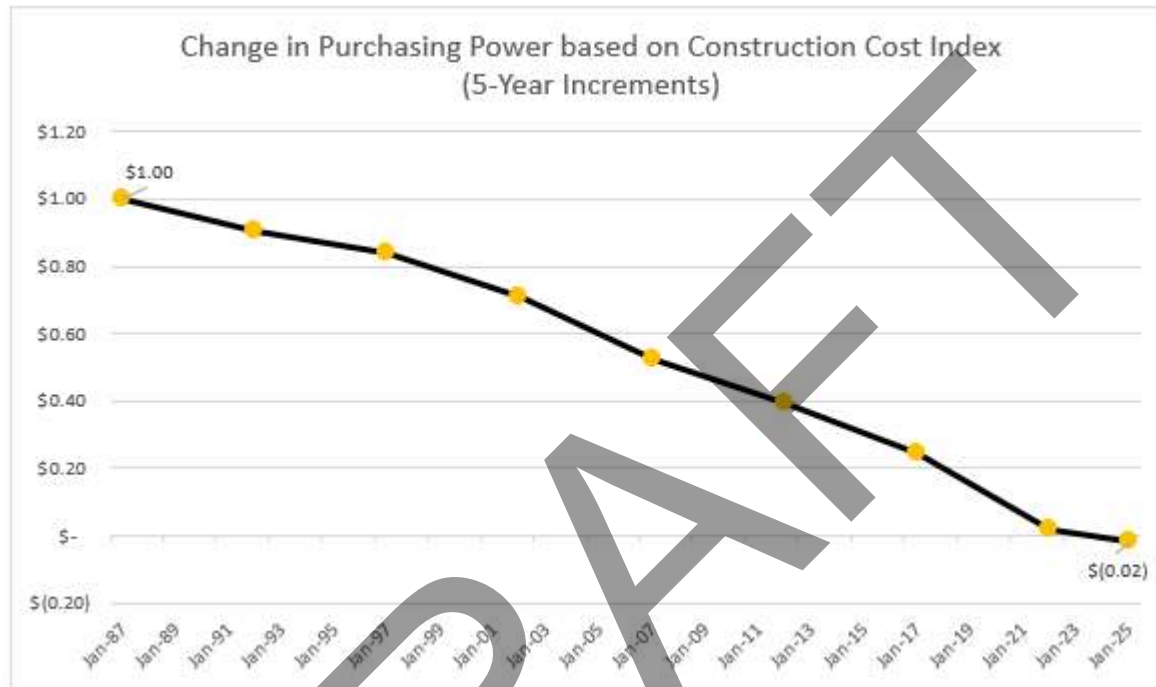 Change in Purchasing Power based on Construction Cost Index
(5-Year Increments)
$1.20
$1.00
$1.00
$0.80
$0.60
$0.40
$0.20
$-
$(0.02)
$(0.20)
Jan-87
Jan-89
Jan-91
Jan-93
Jan-95
Jan-97
Jan-99
Jan-01
Jan-03
Jan-05
Jan-07
Jan-09
Jan-11
Jan-13
Jan-15
Jan-17
Jan-19
Jan-21
Jan-23
Jan-25
DRAFT